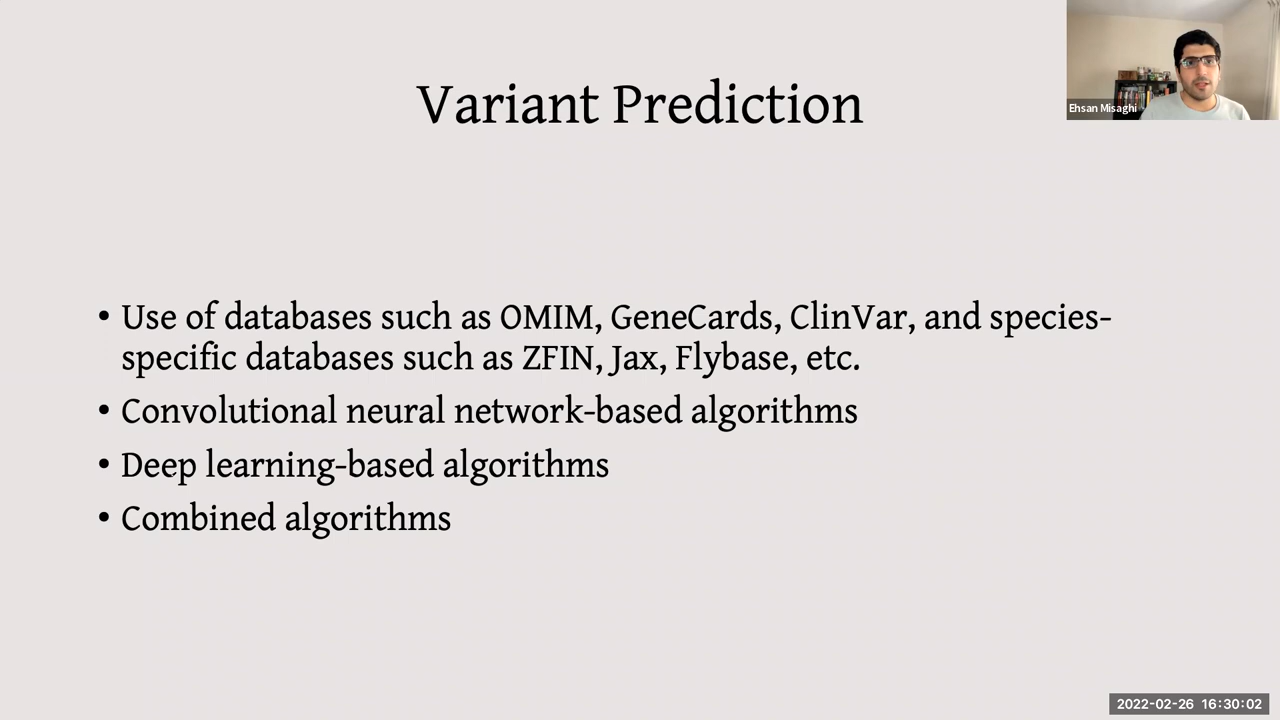 Variant Prediction
Ehsan Misaghi
• Use of databases such as OMIM, GeneCards, ClinVar, and species-
specific databases such as ZFIN, Jax, Flybase, etc.
• Convolutional neural network-based algorithms
• Deep learning-based algorithms
• Combined algorithms
2022-02-26 16:30:02